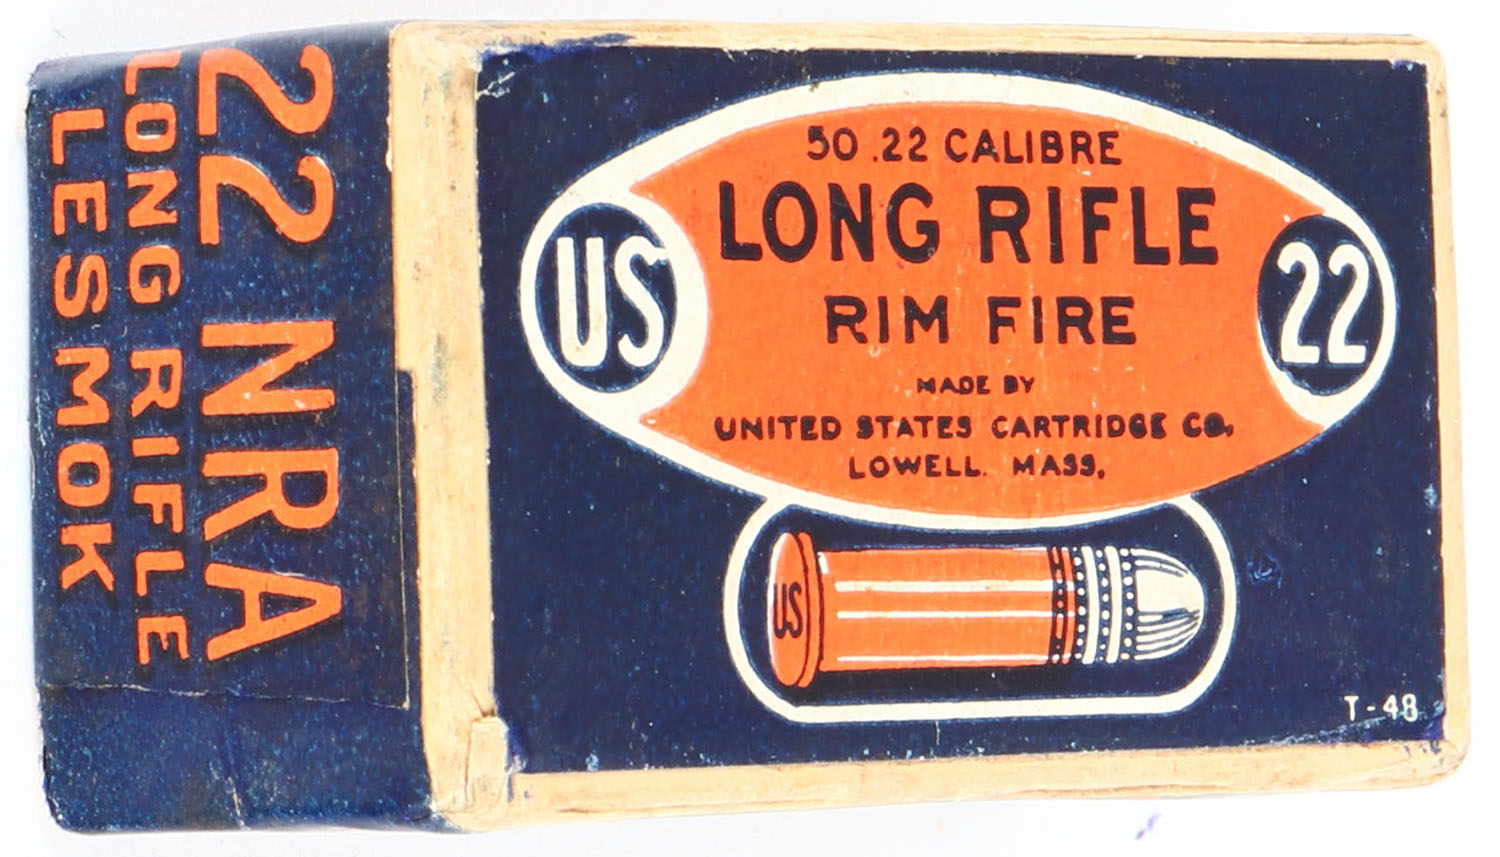 22 NRA
LONG RIFLE
LESMOK
50 .22 CALIBRE
LONG RIFLE
RIM FIRE
MADE BY
UNITED STATES CARTRIDGE CO.
LOWELL. MASS.
US
22
US
T-48